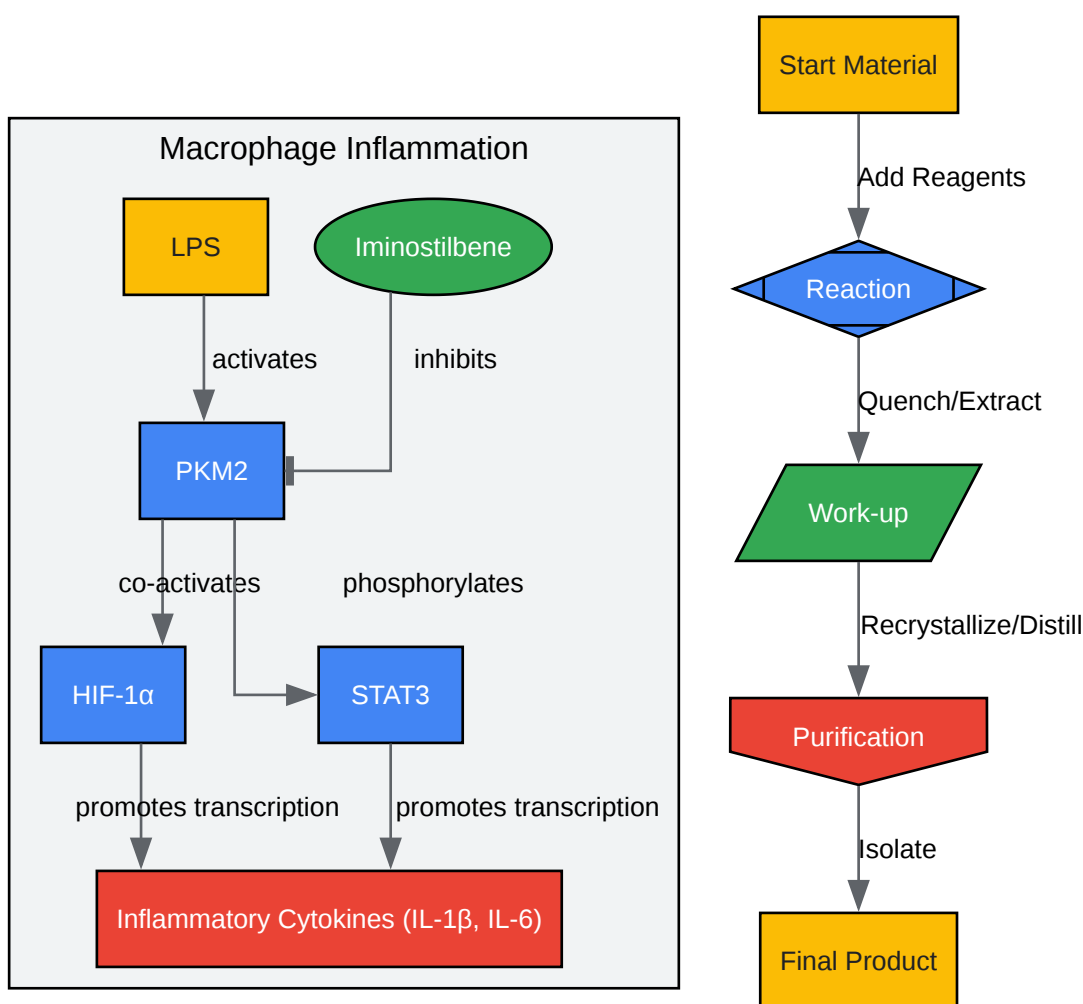 Macrophage Inflammation
LPS
Iminostilbene
activates
inhibits
PKM2
co-activates
phosphorylates
HIF-1α
STAT3
promotes transcription
promotes transcription
Inflammatory Cytokines (IL-1β, IL-6)
Start Material
Add Reagents
Reaction
Quench/Extract
Work-up
Recrystallize/Distill
Purification
Isolate
Final Product